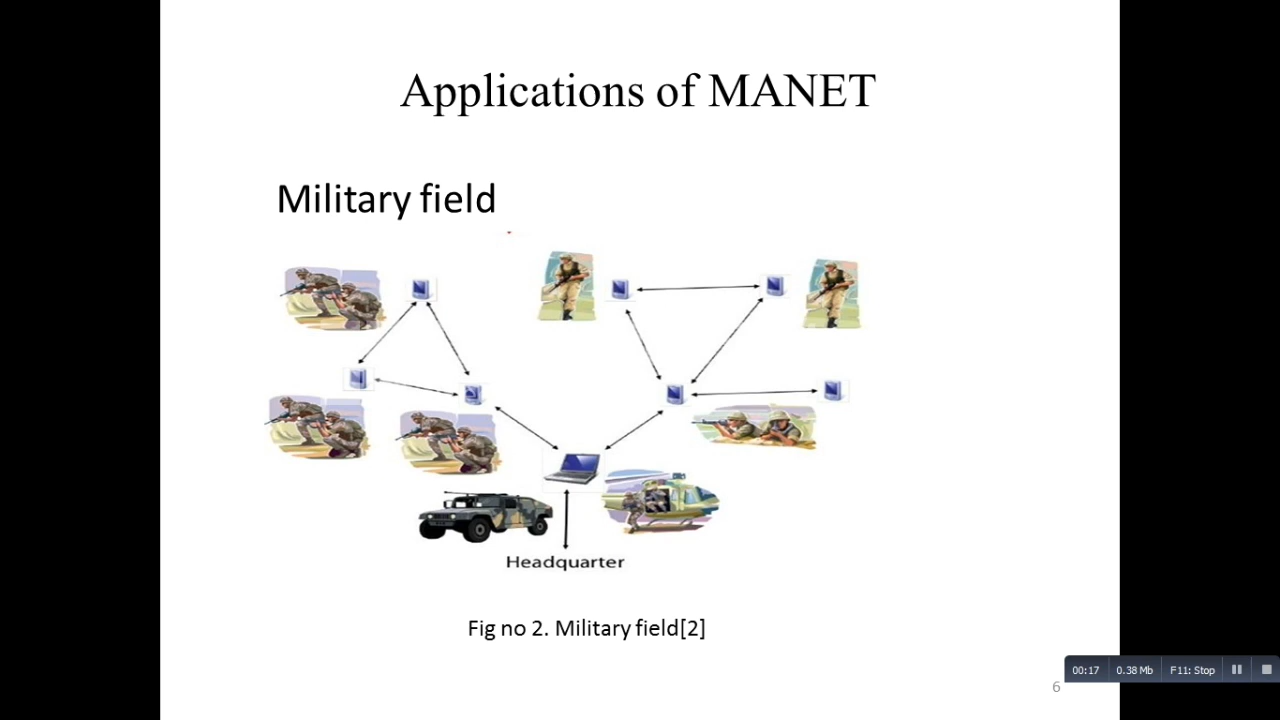 Applications of MANET
Military field
Headquarter
Fig no 2. Military field[2]
00:17 0.38 Mb F11: Stop
6